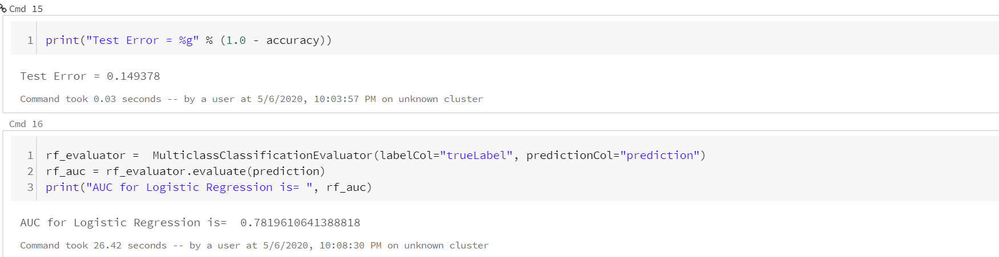 Cmd 15
1 print("Test Error = %g" % (1.0 - accuracy))
Test Error = 0.149378
Command took 0.03 seconds -- by a user at 5/6/2020, 10:03:57 PM on unknown cluster
Cmd 16
1 rf_evaluator =  MulticlassClassificationEvaluator(labelCol="trueLabel", predictionCol="prediction")
2 rf_auc = rf_evaluator.evaluate(prediction)
3 print("AUC for Logistic Regression is= ", rf_auc)
AUC for Logistic Regression is=  0.7819610641388818
Command took 26.42 seconds -- by a user at 5/6/2020, 10:08:30 PM on unknown cluster